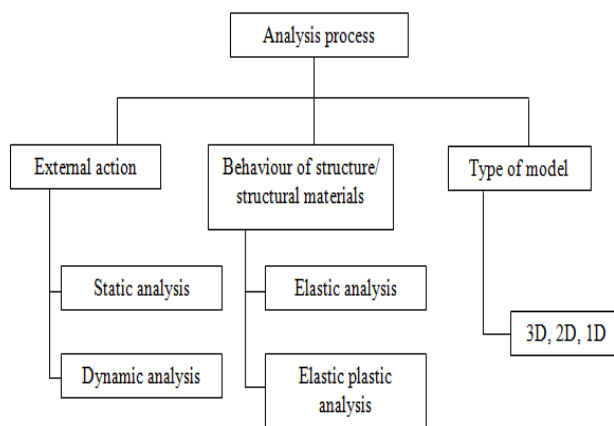 Analysis process
External action
Behaviour of structure/
structural materials
Type of model
Static analysis
Elastic analysis
3D, 2D, 1D
Dynamic analysis
Elastic plastic
analysis